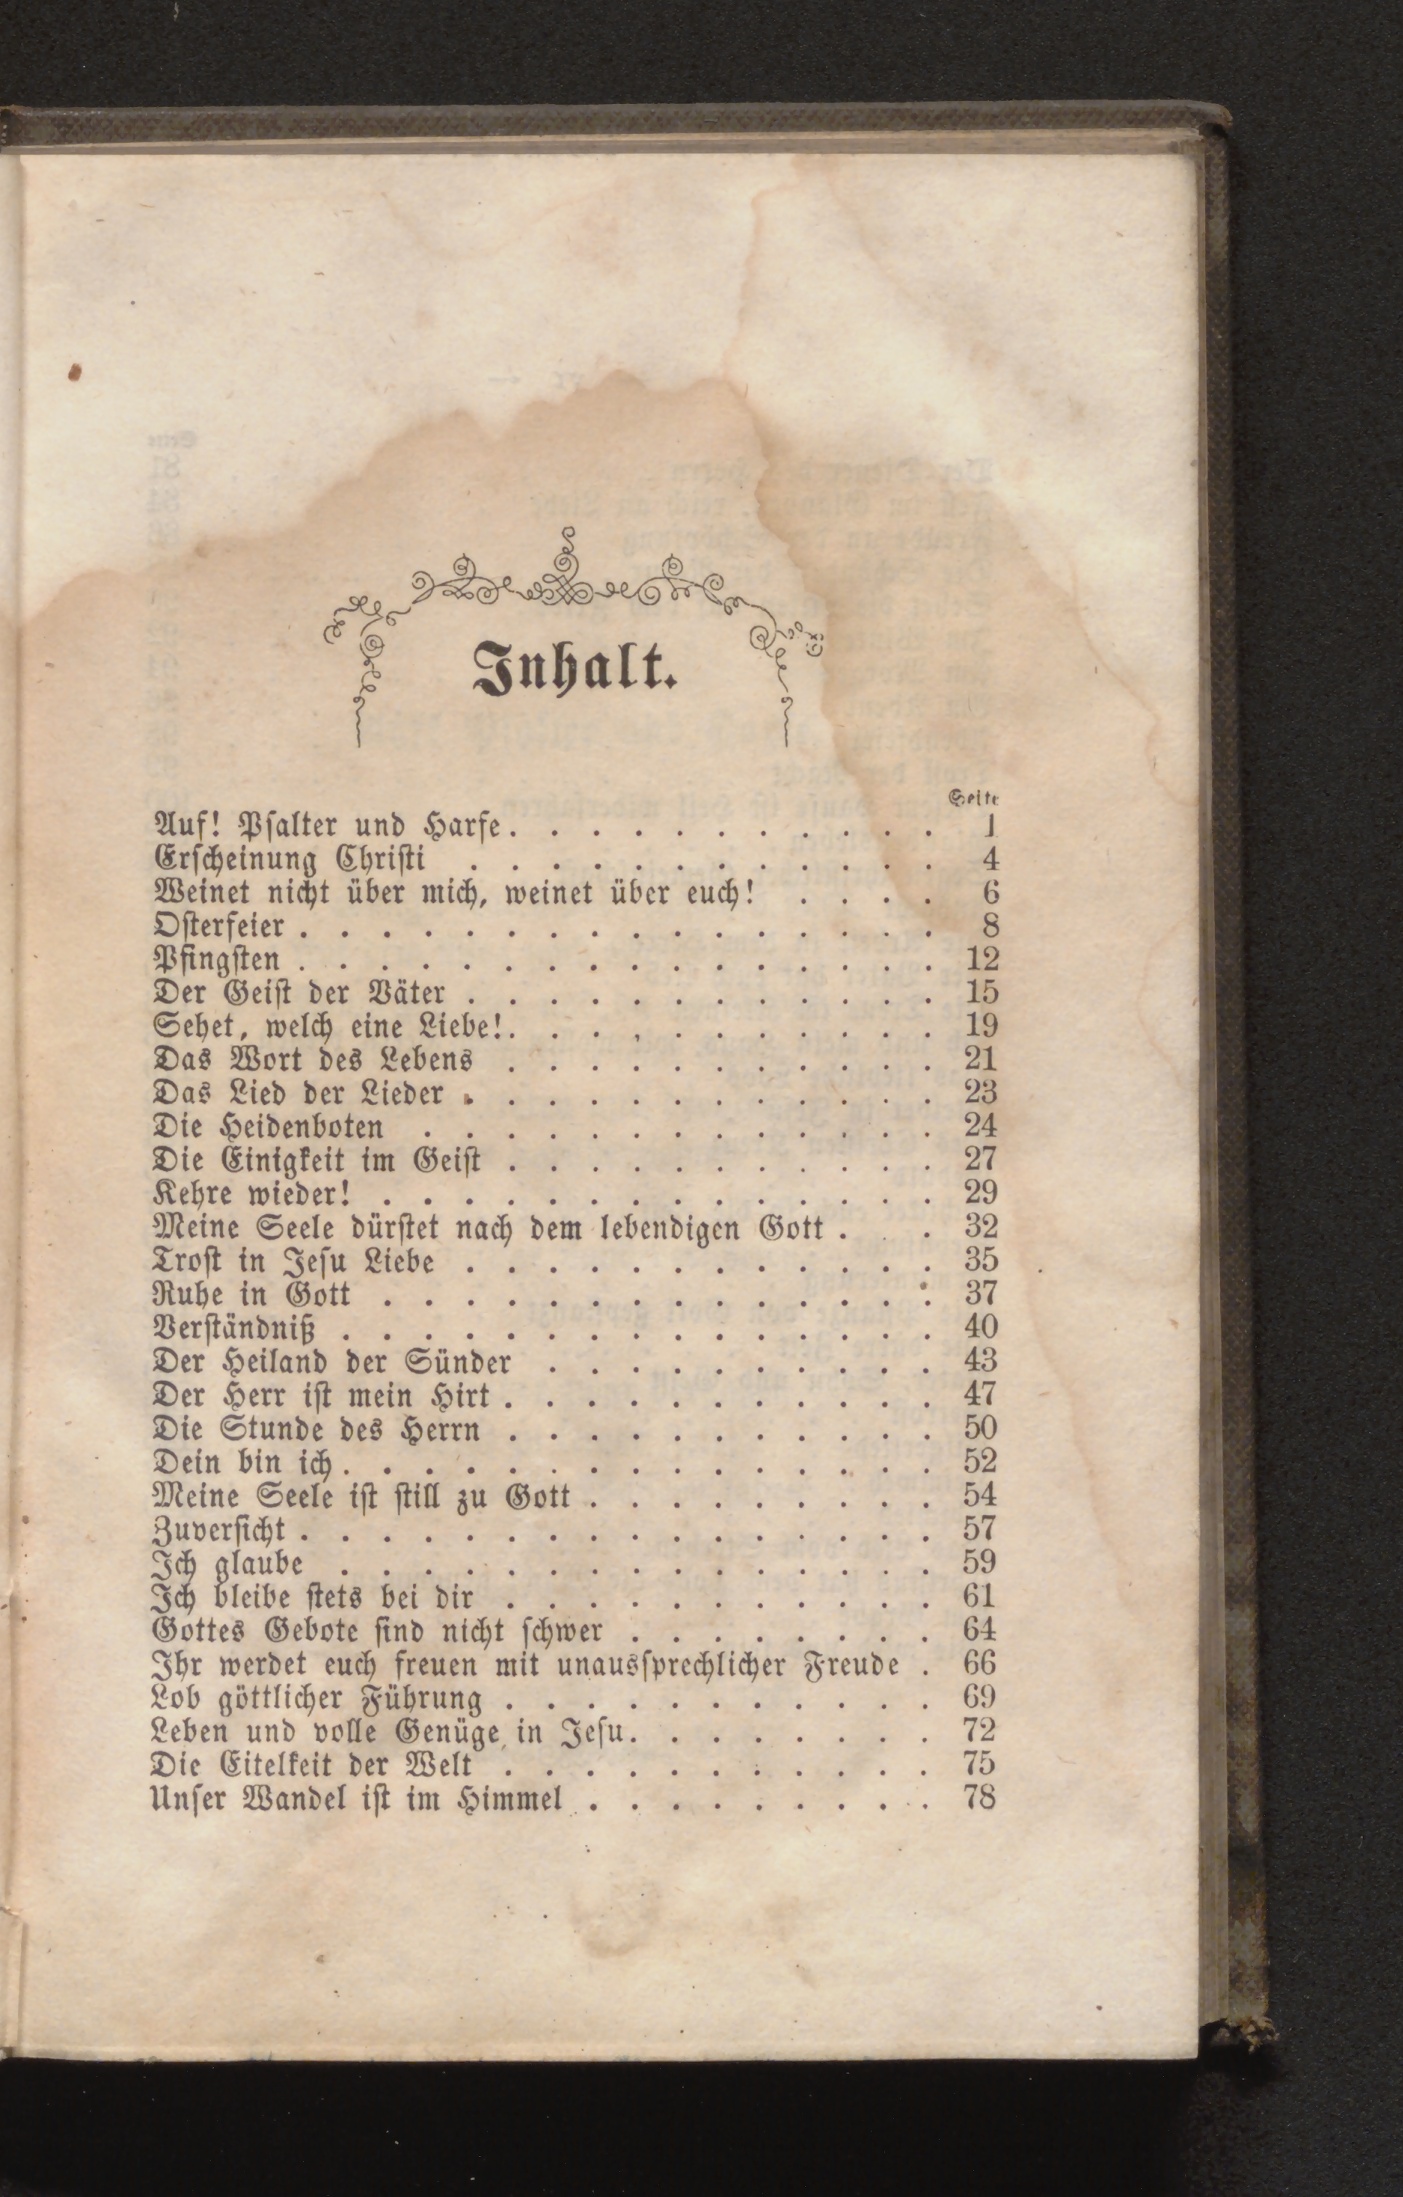 Inhalt.
Seite
Auf! Psalter und Harfe . . . . . . . . . . . 1
Erscheinung Christi . . . . . . . . . . . . 4
Weinet nicht über mich, weinet über euch! . . . . 6
Osterfeier . . . . . . . . . . . . . . . . 8
Pfingsten . . . . . . . . . . . . . . . . 12
Der Geist der Väter . . . . . . . . . . . . 15
Sehet, welch eine Liebe! . . . . . . . . . . . 19
Das Wort des Lebens . . . . . . . . . . . 21
Das Lied der Lieder . . . . . . . . . . . . 23
Die Heidenboten . . . . . . . . . . . . . 24
Die Einigkeit im Geist . . . . . . . . . . . 27
Kehre wieder! . . . . . . . . . . . . . . 29
Meine Seele dürstet nach dem lebendigen Gott . . . 32
Trost in Jesu Liebe . . . . . . . . . . . . 35
Ruhe in Gott . . . . . . . . . . . . . . 37
Verständniß . . . . . . . . . . . . . . . 40
Der Heiland der Sünder . . . . . . . . . . 43
Der Herr ist mein Hirt . . . . . . . . . . . 47
Die Stunde des Herrn . . . . . . . . . . . 50
Dein bin ich . . . . . . . . . . . . . . . 52
Meine Seele ist still zu Gott . . . . . . . . . 54
Zuversicht . . . . . . . . . . . . . . . . 57
Ich glaube . . . . . . . . . . . . . . . 59
Ich bleibe stets bei dir . . . . . . . . . . . 61
Gottes Gebote sind nicht schwer . . . . . . . . 64
Ihr werdet euch freuen mit unaussprechlicher Freude . 66
Lob göttlicher Führung . . . . . . . . . . . 69
Leben und volle Genüge in Jesu . . . . . . . . 72
Die Eitelkeit der Welt . . . . . . . . . . . 75
Unser Wandel ist im Himmel . . . . . . . . . 78